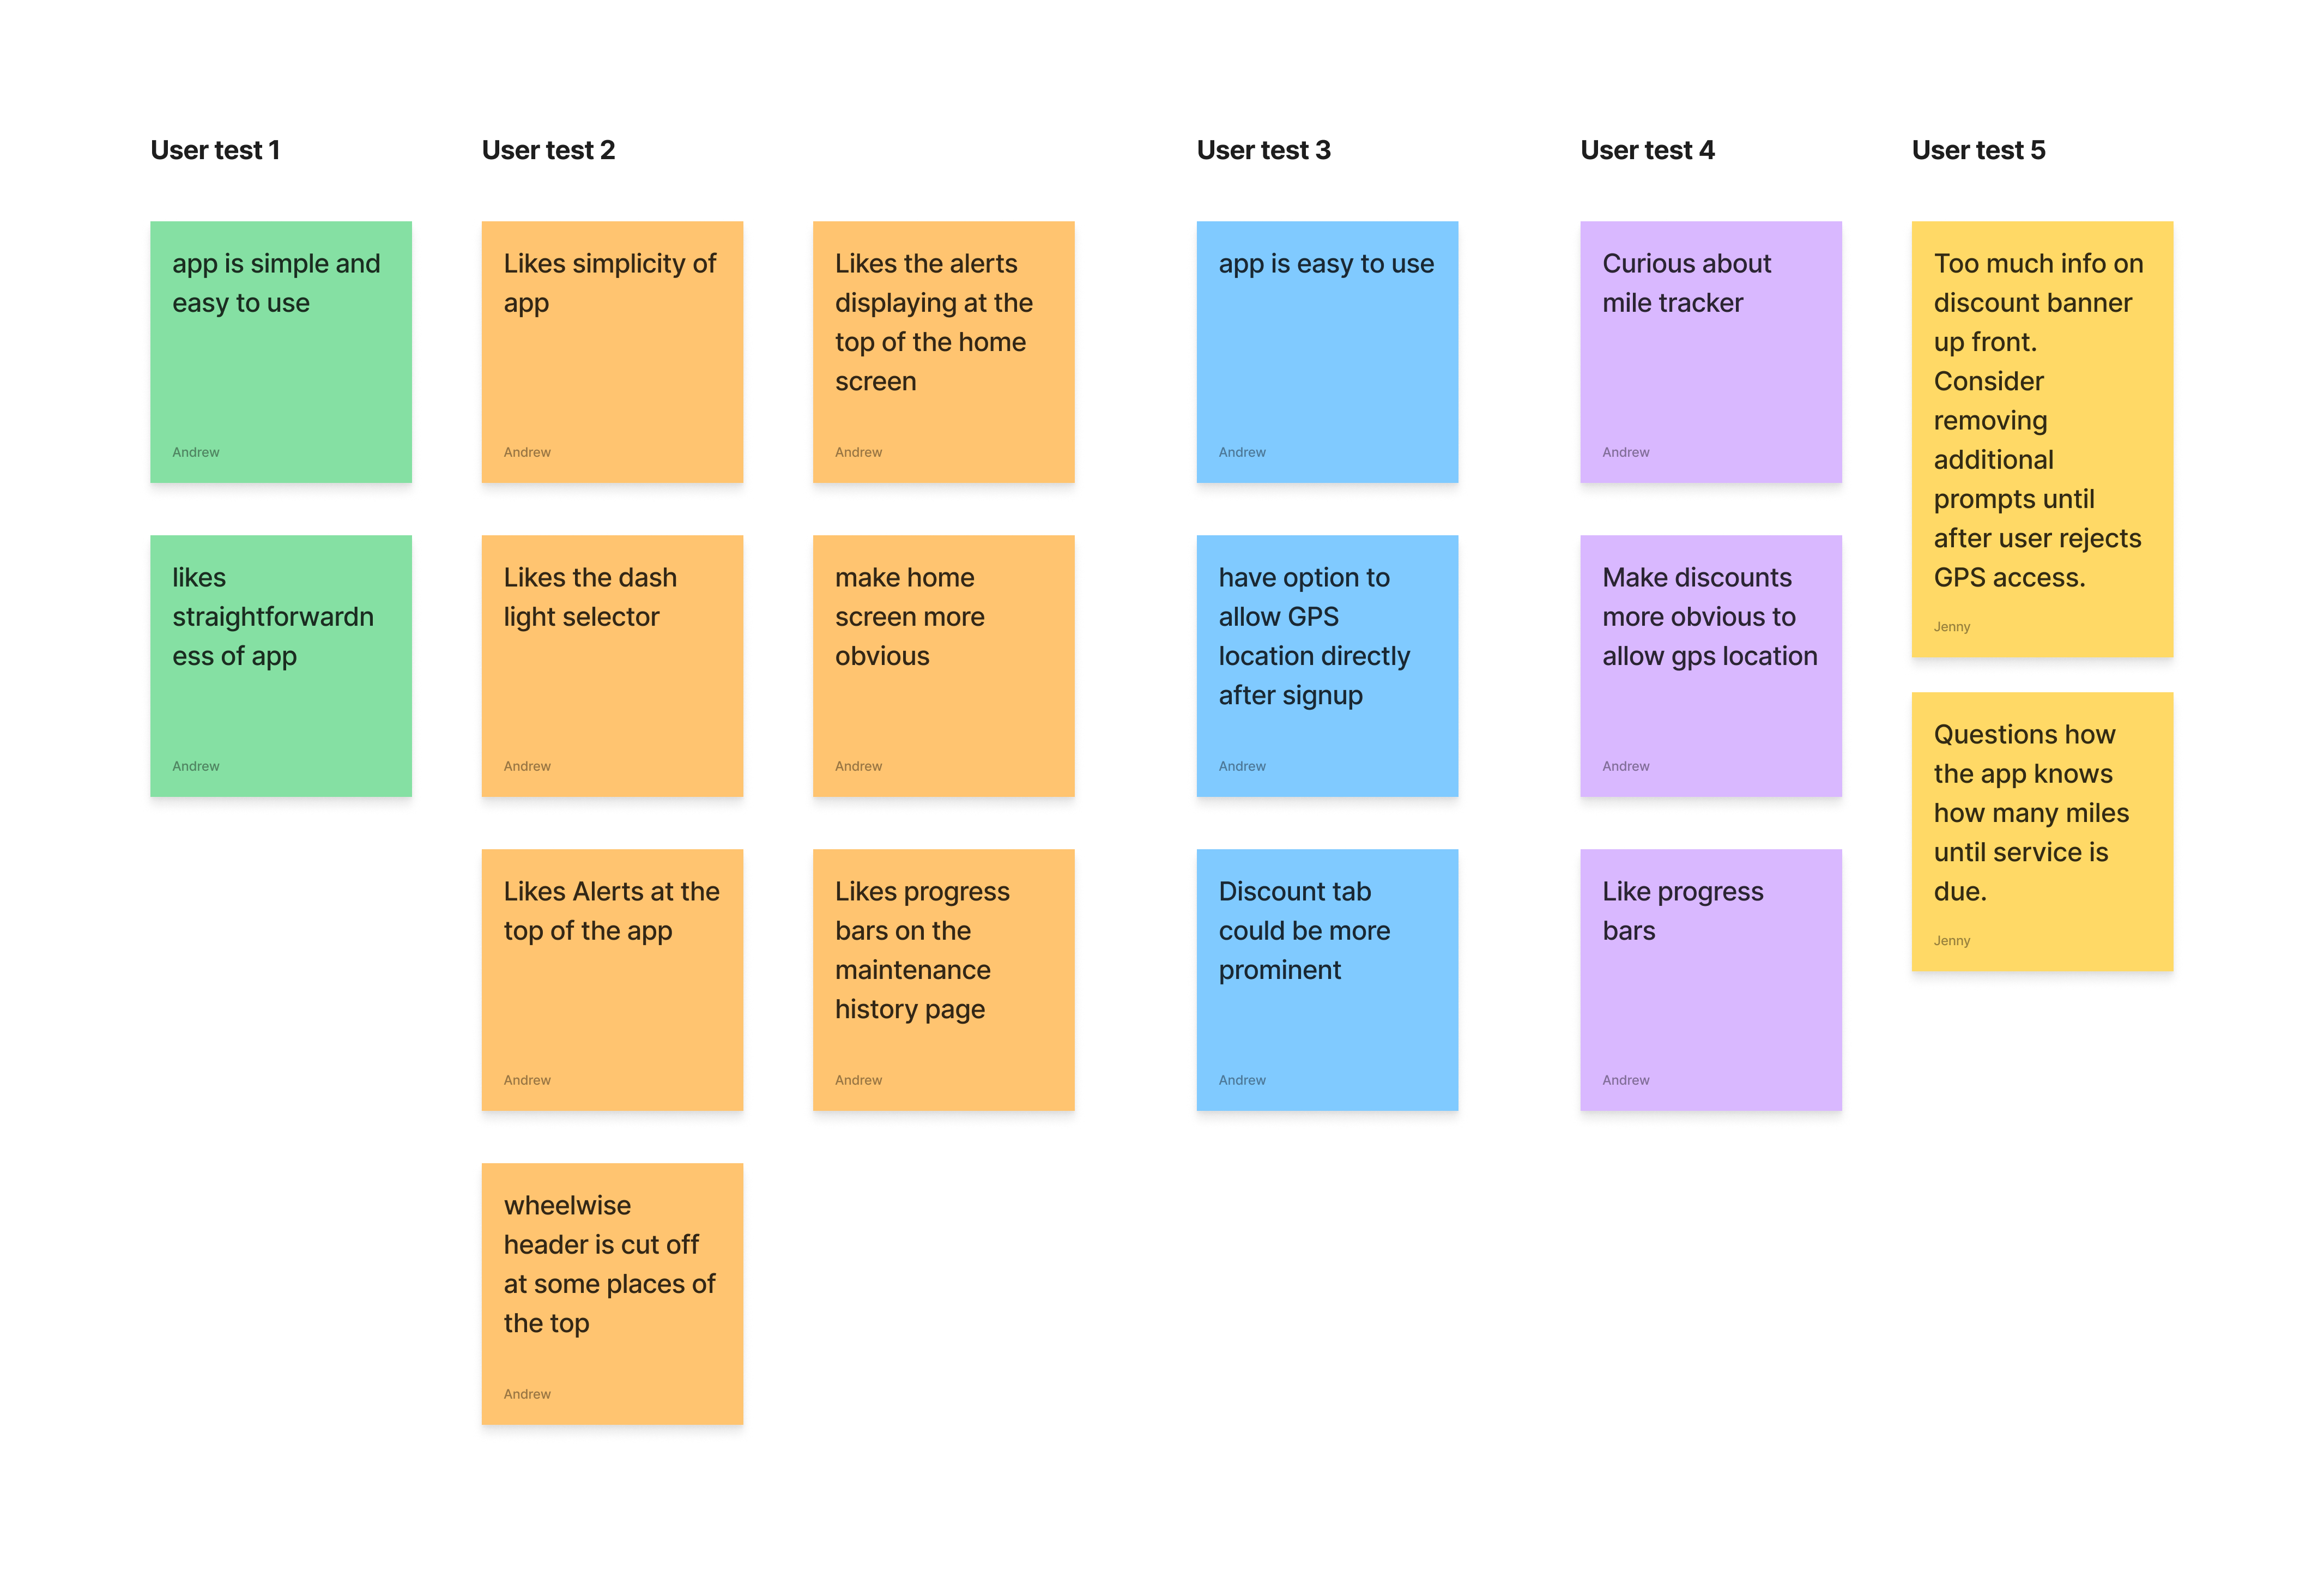 User test 1
app is simple and
easy to use
Andrew
likes
straightforwardn
ess of app
Andrew
User test 2
Likes simplicity of
app
Andrew
Likes the dash
light selector
Andrew
Likes Alerts at the
top of the app
Andrew
wheelwise
header is cut off
at some places of
the top
Andrew
Likes the alerts
displaying at the
top of the home
screen
Andrew
make home
screen more
obvious
Andrew
Likes progress
bars on the
maintenance
history page
Andrew
User test 3
app is easy to use
Andrew
have option to
allow GPS
location directly
after signup
Andrew
Discount tab
could be more
prominent
Andrew
User test 4
Curious about
mile tracker
Andrew
Make discounts
more obvious to
allow gps location
Andrew
Like progress
bars
Andrew
User test 5
Too much info on
discount banner
up front.
Consider
removing
additional
prompts until
after user rejects
GPS access.
Jenny
Questions how
the app knows
how many miles
until service is
due.
Jenny